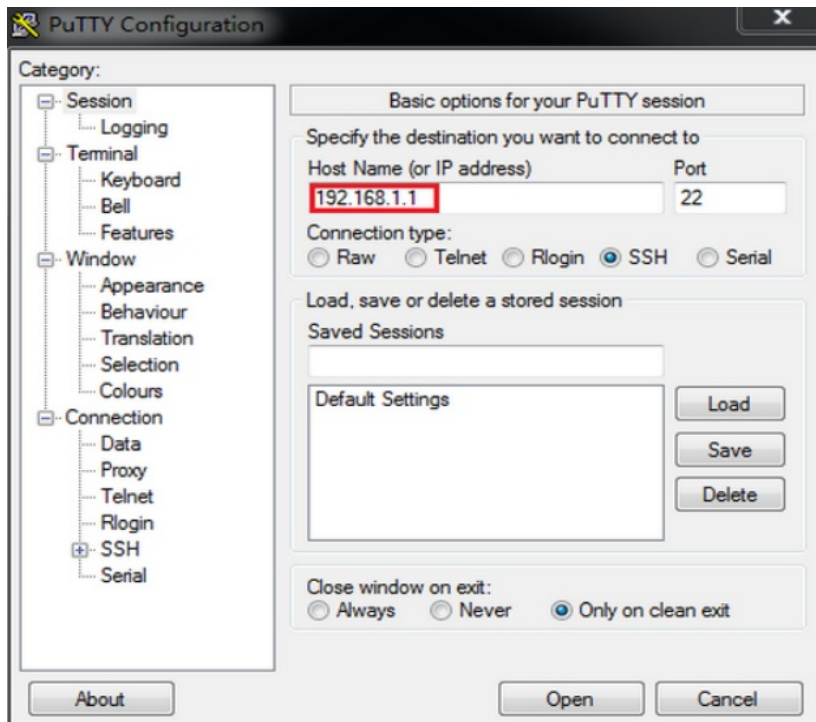 PuTTY Configuration
Category:
Session
Logging
Terminal
Keyboard
Bell
Features
Window
Appearance
Behaviour
Translation
Selection
Colours
Connection
Data
Proxy
Telnet
Rlogin
SSH
Serial
Basic options for your PuTTY session
Specify the destination you want to connect to
Host Name (or IP address) Port
192.168.1.1 22
Connection type:
Raw Telnet Rlogin SSH Serial
Load, save or delete a stored session
Saved Sessions
Default Settings
Load
Save
Delete
Close window on exit:
Always Never Only on clean exit
About Open Cancel